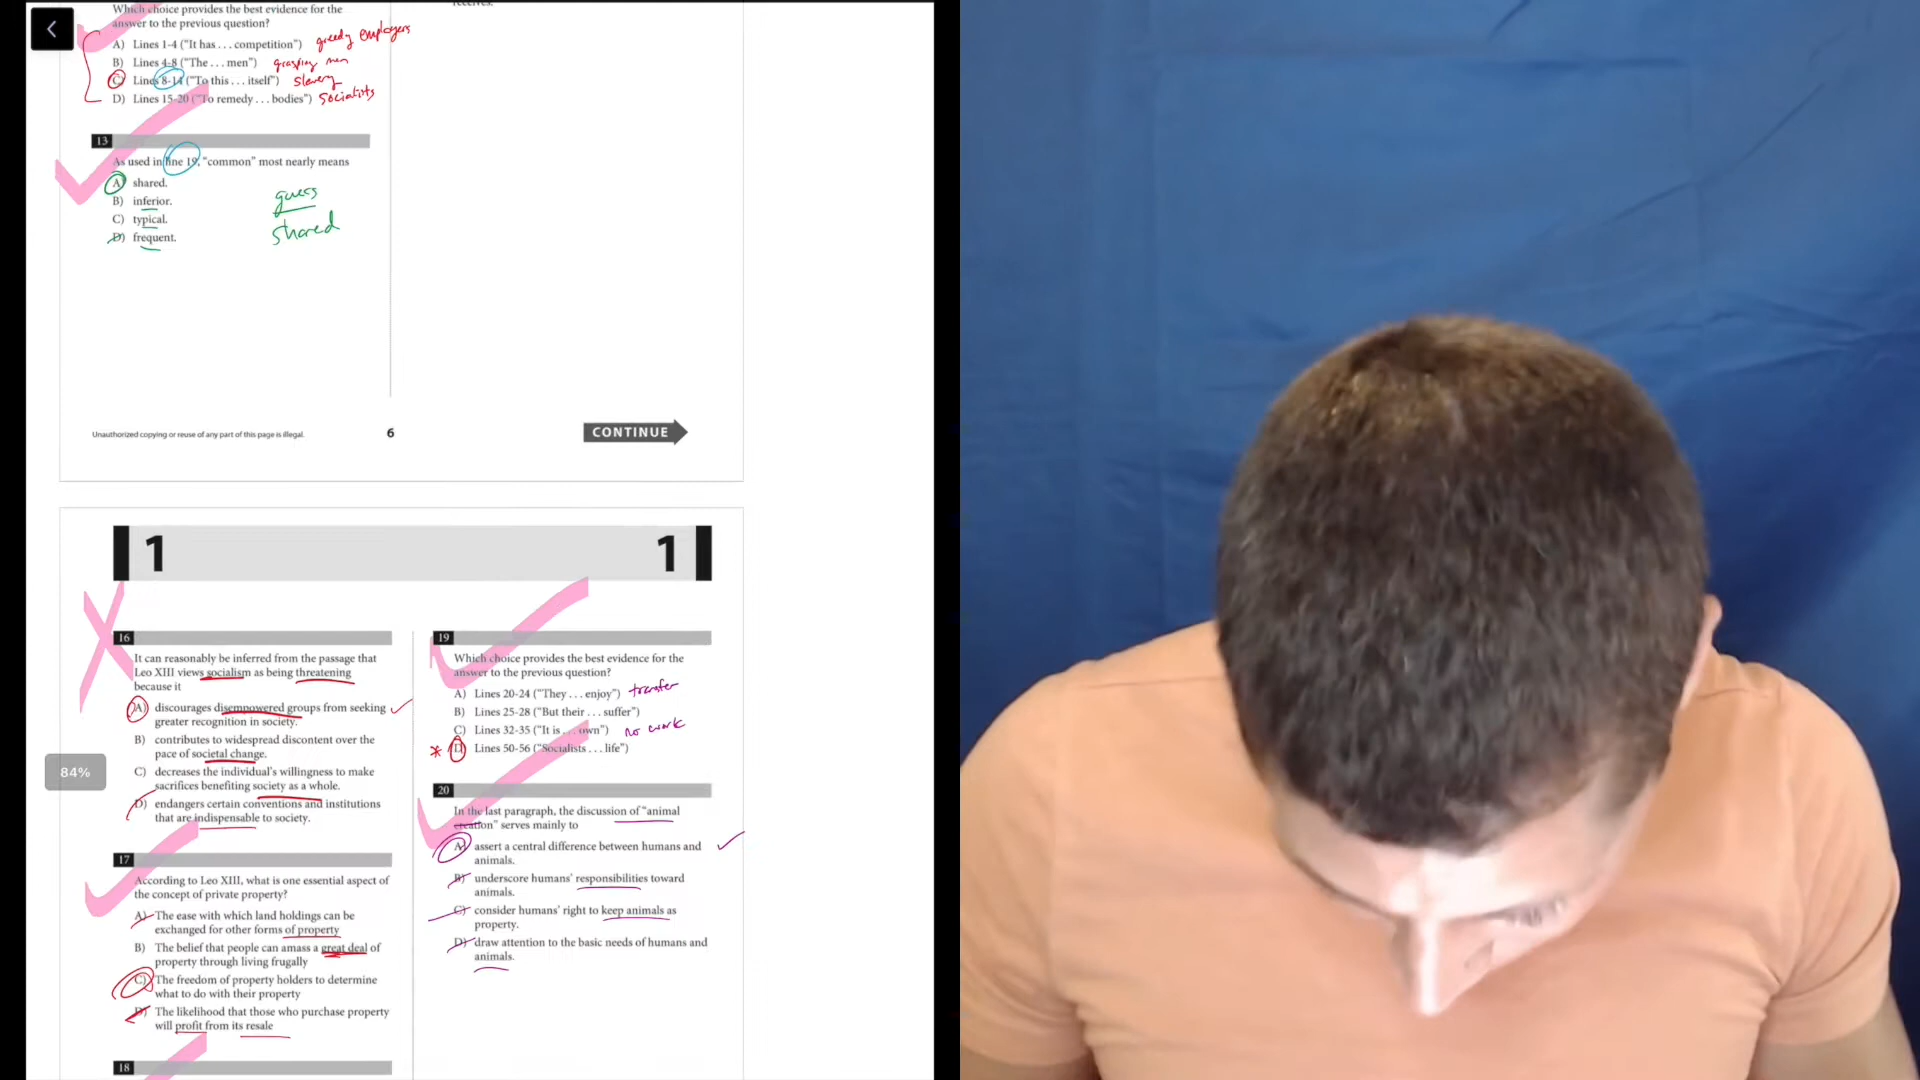 Which choice provides the best evidence for the
answer to the previous question?
A) Lines 1-4 ("It has . . . competition") greedy employers
B) Lines 4-8 ("The . . . men") grasping men
C) Lines 8-14 ("To this . . . itself") slavery
D) Lines 15-20 ("To remedy . . . bodies") socialists
13
As used in line 19, "common" most nearly means
A) shared.
B) inferior.
C) typical.
D) frequent.
guess
shared
Unauthorized copying or reuse of any part of this page is illegal.
6
CONTINUE
1
1
16
It can reasonably be inferred from the passage that
Leo XIII views socialism as being threatening
because it
A) discourages disempowered groups from seeking
greater recognition in society.
B) contributes to widespread discontent over the
pace of societal change.
C) decreases the individual's willingness to make
sacrifices benefiting society as a whole.
D) endangers certain conventions and institutions
that are indispensable to society.
84%
17
According to Leo XIII, what is one essential aspect of
the concept of private property?
A) The ease with which land holdings can be
exchanged for other forms of property
B) The belief that people can amass a great deal of
property through living frugally
C) The freedom of property holders to determine
what to do with their property
D) The likelihood that those who purchase property
will profit from its resale
18
19
Which choice provides the best evidence for the
answer to the previous question?
A) Lines 20-24 ("They . . . enjoy") transfer
B) Lines 25-28 ("But their . . . suffer")
C) Lines 32-35 ("It is . . . own") no work
* D) Lines 50-56 ("Socialists . . . life")
20
In the last paragraph, the discussion of "animal
creation" serves mainly to
A) assert a central difference between humans and
animals.
B) underscore humans' responsibilities toward
animals.
C) consider humans' right to keep animals as
property.
D) draw attention to the basic needs of humans and
animals.